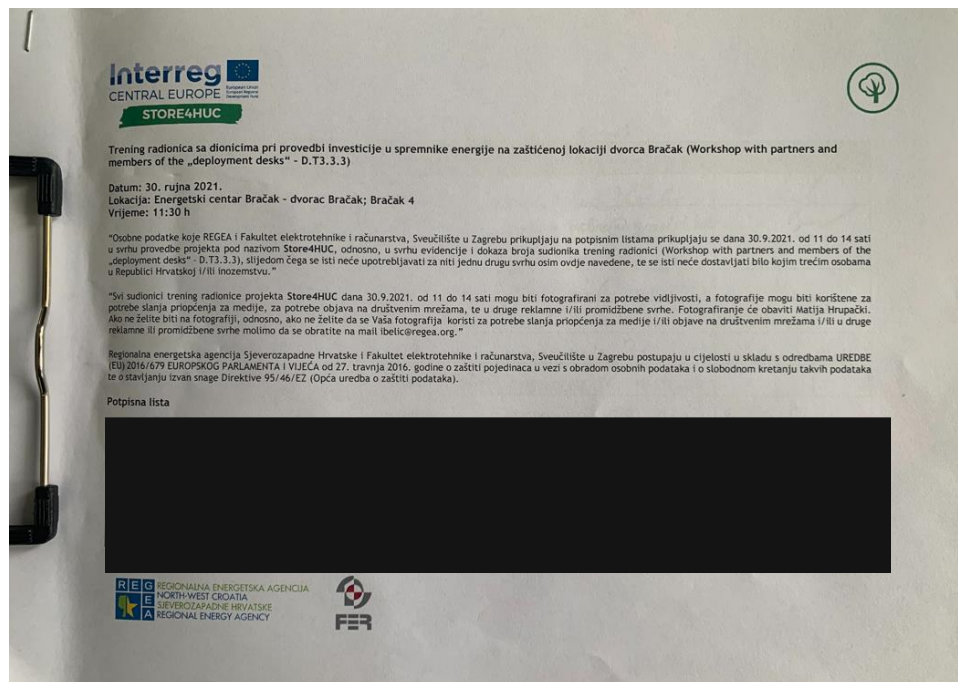 Interreg
CENTRAL EUROPE
European Union
European Regional
Development Fund
STORE4HUC
Trening radionica sa dionicima pri provedbi investicije u spremnike energije na zaštićenoj lokaciji dvorca Bračak (Workshop with partners and
members of the „deployment desks“ - D.T3.3.3)
Datum: 30. rujna 2021.
Lokacija: Energetski centar Bračak - dvorac Bračak; Bračak 4
Vrijeme: 11:30 h
"Osobne podatke koje REGEA i Fakultet elektrotehnike i računarstva, Sveučilište u Zagrebu prikupljaju na potpisnim listama prikupljaju se dana 30.9.2021. od 11 do 14 sati
u svrhu provedbe projekta pod nazivom Store4HUC, odnosno, u svrhu evidencije i dokaza broja sudionika trening radionici (Workshop with partners and members of the
„deployment desks“ - D.T3.3.3), slijedom čega se isti neće upotrebljavati za niti jednu drugu svrhu osim ovdje navedene, te se isti neće dostavljati bilo kojim trećim osobama
u Republici Hrvatskoj i/ili inozemstvu."
"Svi sudionici trening radionice projekta Store4HUC dana 30.9.2021. od 11 do 14 sati mogu biti fotografirani za potrebe vidljivosti, a fotografije mogu biti korištene za
potrebe slanja priopćenja za medije, za potrebe objava na društvenim mrežama, te u druge reklamne i/ili promidžbene svrhe. Fotografiranje će obaviti Matija Hrupački.
Ako ne želite biti na fotografiji, odnosno, ako ne želite da se Vaša fotografija koristi za potrebe slanja priopćenja za medije i/ili objave na društvenim mrežama i/ili u druge
reklamne ili promidžbene svrhe molimo da se obratite na mail ibelic@regea.org."
Regionalna energetska agencija Sjeverozapadne Hrvatske i Fakultet elektrotehnike i računarstva, Sveučilište u Zagrebu postupaju u cijelosti u skladu s odredbama UREDBE
(EU) 2016/679 EUROPSKOG PARLAMENTA I VIJEĆA od 27. travnja 2016. godine o zaštiti pojedinaca u vezi s obradom osobnih podataka i o slobodnom kretanju takvih podataka
te o stavljanju izvan snage Direktive 95/46/EZ (Opća uredba o zaštiti podataka).
Potpisna lista
REGEA
REGIONALNA ENERGETSKA AGENCIJA
NORTH-WEST CROATIA
SJEVEROZAPADNE HRVATSKE
REGIONAL ENERGY AGENCY
FER